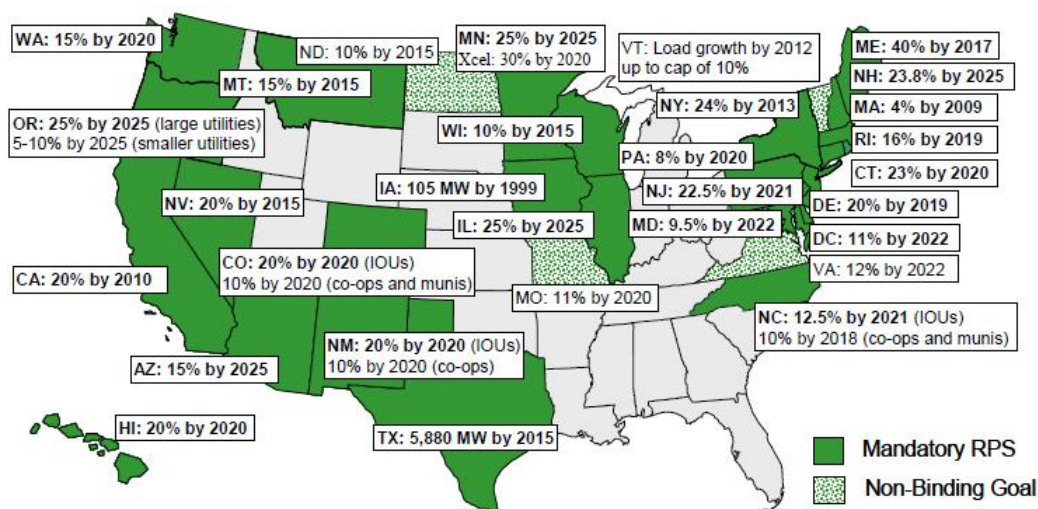 WA: 15% by 2020
ND: 10% by 2015
MN: 25% by 2025
Xcel: 30% by 2020
VT: Load growth by 2012
up to cap of 10%
ME: 40% by 2017
NH: 23.8% by 2025
MT: 15% by 2015
NY: 24% by 2013
MA: 4% by 2009
OR: 25% by 2025 (large utilities)
5-10% by 2025 (smaller utilities)
WI: 10% by 2015
RI: 16% by 2019
PA: 8% by 2020
CT: 23% by 2020
NV: 20% by 2015
IA: 105 MW by 1999
NJ: 22.5% by 2021
DE: 20% by 2019
IL: 25% by 2025
MD: 9.5% by 2022
DC: 11% by 2022
CA: 20% by 2010
CO: 20% by 2020 (IOUs)
10% by 2020 (co-ops and munis)
VA: 12% by 2022
MO: 11% by 2020
NC: 12.5% by 2021 (IOUs)
10% by 2018 (co-ops and munis)
AZ: 15% by 2025
NM: 20% by 2020 (IOUs)
10% by 2020 (co-ops)
HI: 20% by 2020
TX: 5,880 MW by 2015
Mandatory RPS
Non-Binding Goal